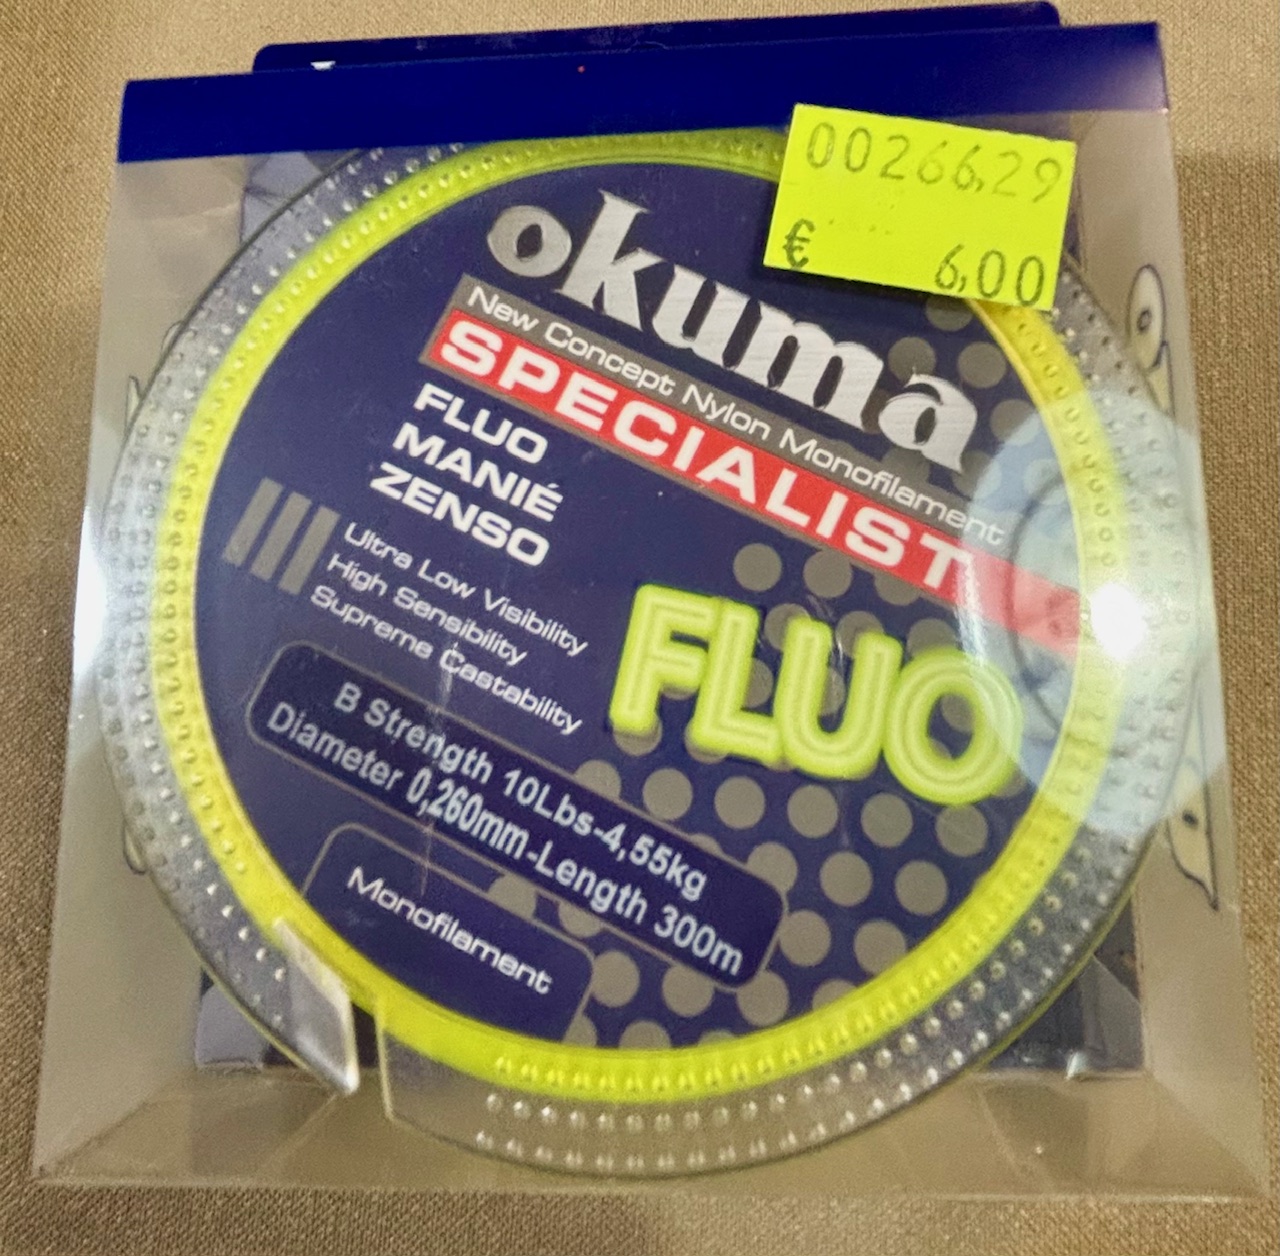 0026629
€ 6,00
okuma
New Concept Nylon Monofilament
SPECIALIST
FLUO
MANIÉ
ZENSO
Ultra Low Visibility
High Sensibility
Supreme Castability
FLUO
B Strength 10Lbs-4,55kg
Diameter 0,260mm-Length 300m
Monofilament